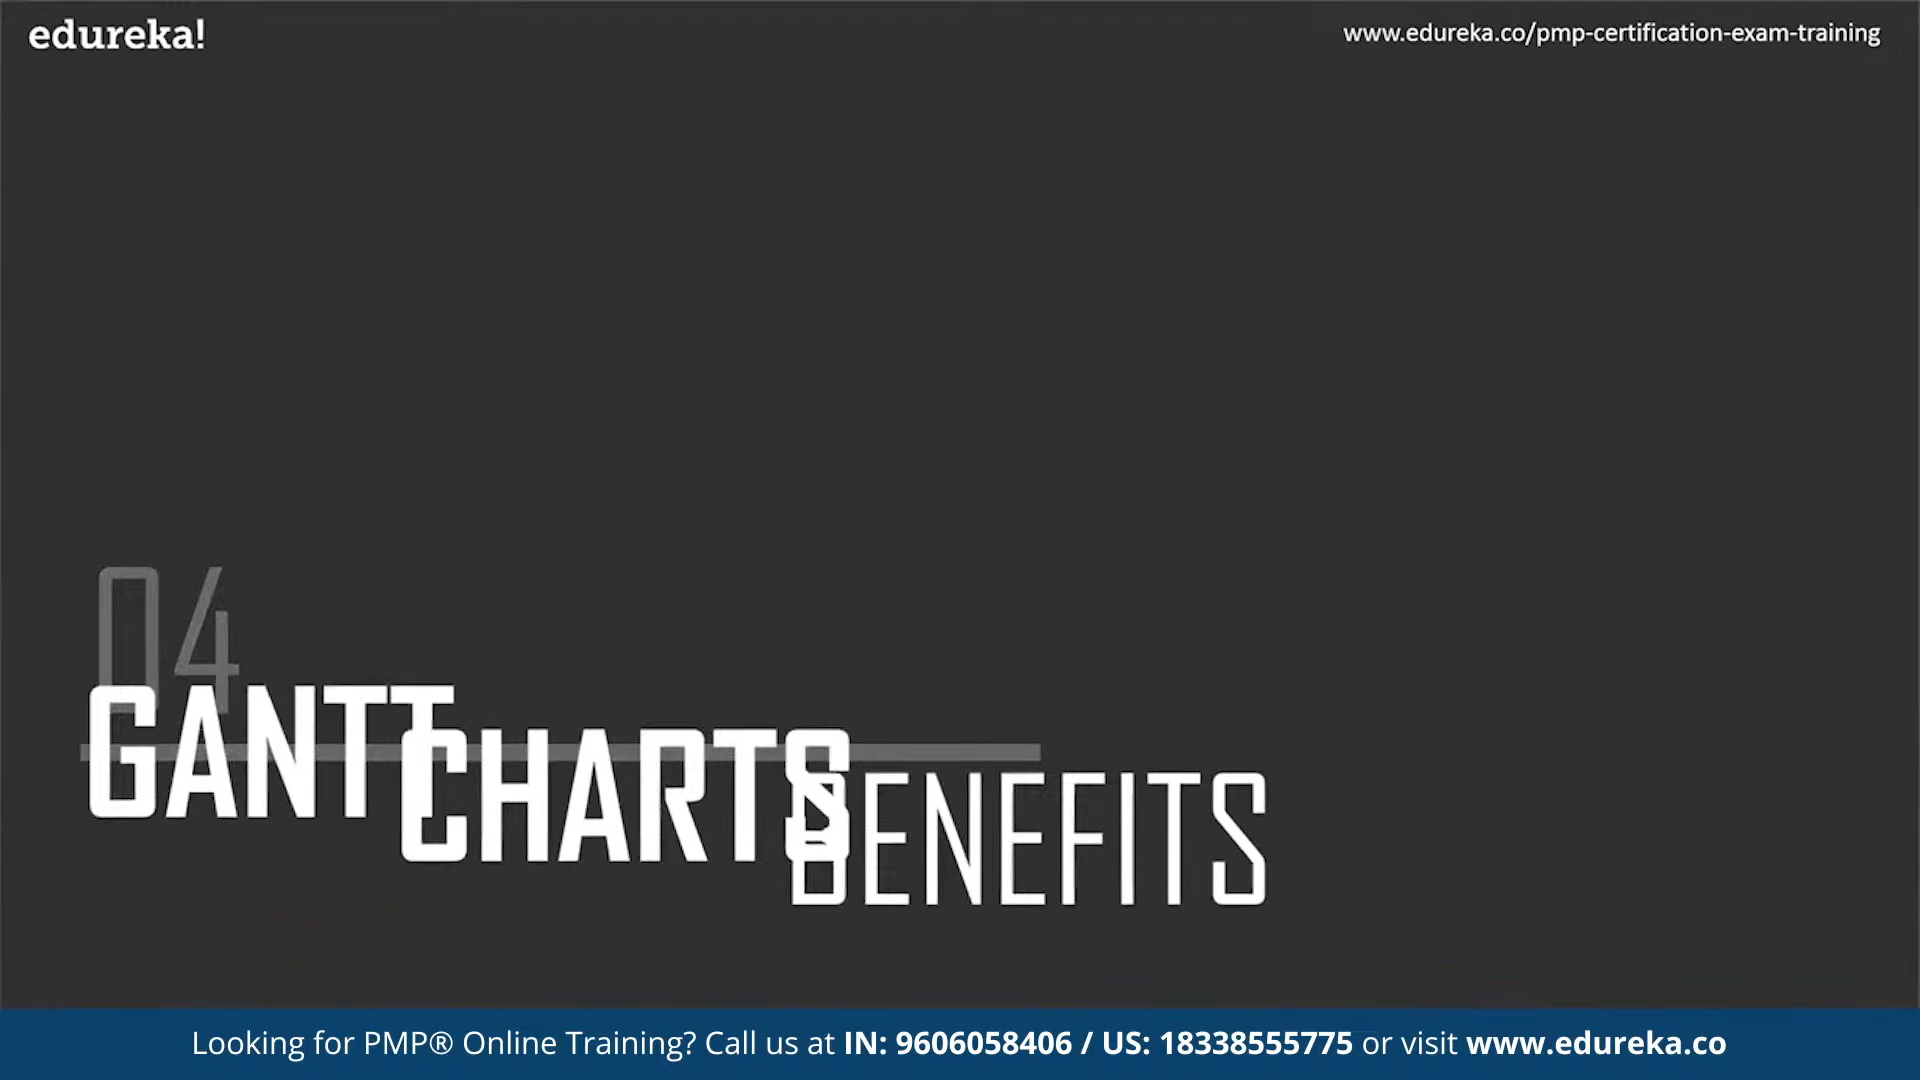 edureka!
www.edureka.co/pmp-certification-exam-training
04
GANTT
CHARTS
BENEFITS
Looking for PMP® Online Training? Call us at IN: 9606058406 / US: 18338555775 or visit www.edureka.co